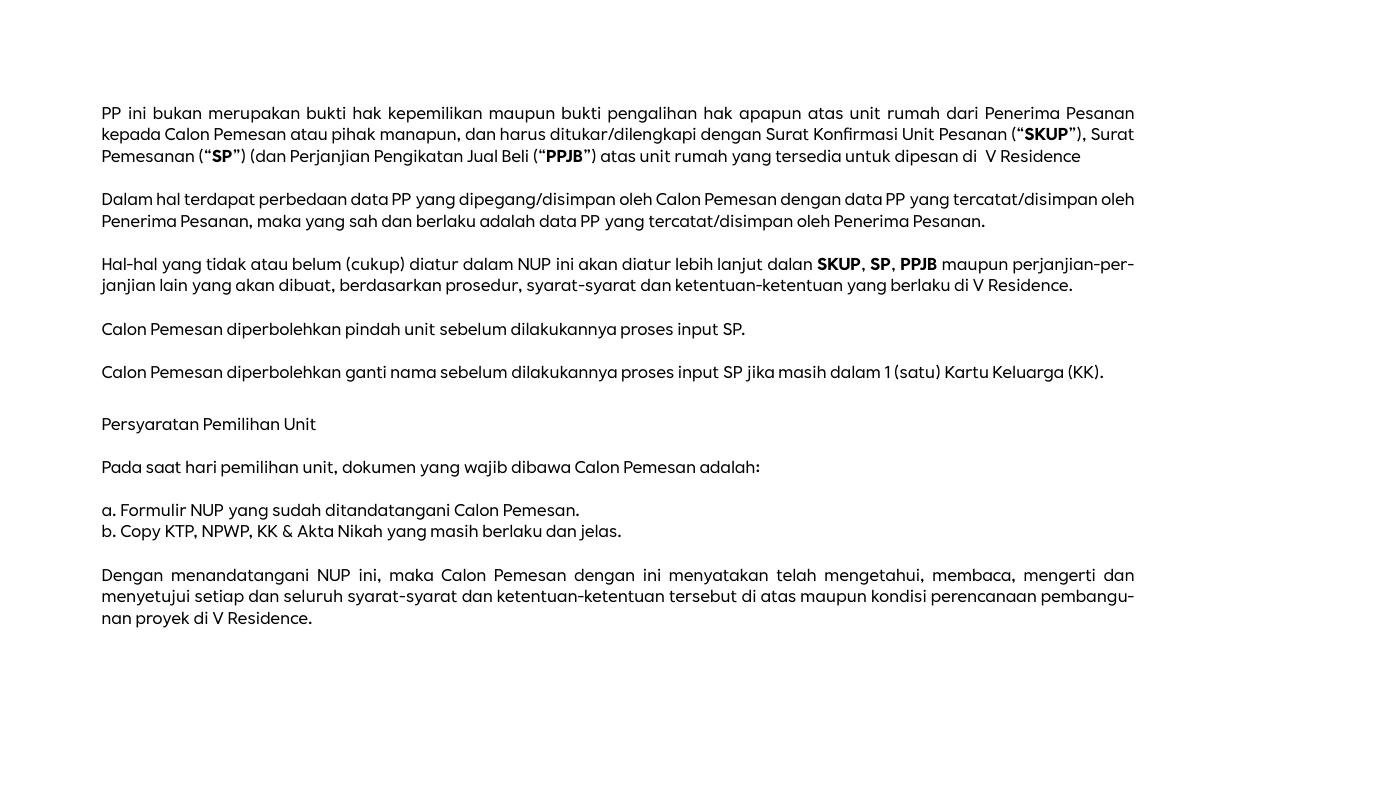 PP ini bukan merupakan bukti hak kepemilikan maupun bukti pengalihan hak apapun atas unit rumah dari Penerima Pesanan
kepada Calon Pemesan atau pihak manapun, dan harus ditukar/dilengkapi dengan Surat Konfirmasi Unit Pesanan (“SKUP”), Surat
Pemesanan (“SP”) (dan Perjanjian Pengikatan Jual Beli (“PPJB”) atas unit rumah yang tersedia untuk dipesan di  V Residence
Dalam hal terdapat perbedaan data PP yang dipegang/disimpan oleh Calon Pemesan dengan data PP yang tercatat/disimpan oleh
Penerima Pesanan, maka yang sah dan berlaku adalah data PP yang tercatat/disimpan oleh Penerima Pesanan.
Hal-hal yang tidak atau belum (cukup) diatur dalam NUP ini akan diatur lebih lanjut dalan SKUP, SP, PPJB maupun perjanjian-per-
janjian lain yang akan dibuat, berdasarkan prosedur, syarat-syarat dan ketentuan-ketentuan yang berlaku di V Residence.
Calon Pemesan diperbolehkan pindah unit sebelum dilakukannya proses input SP.
Calon Pemesan diperbolehkan ganti nama sebelum dilakukannya proses input SP jika masih dalam 1 (satu) Kartu Keluarga (KK).
Persyaratan Pemilihan Unit
Pada saat hari pemilihan unit, dokumen yang wajib dibawa Calon Pemesan adalah:
a. Formulir NUP yang sudah ditandatangani Calon Pemesan.
b. Copy KTP, NPWP, KK & Akta Nikah yang masih berlaku dan jelas.
Dengan menandatangani NUP ini, maka Calon Pemesan dengan ini menyatakan telah mengetahui, membaca, mengerti dan
menyetujui setiap dan seluruh syarat-syarat dan ketentuan-ketentuan tersebut di atas maupun kondisi perencanaan pembangu-
nan proyek di V Residence.